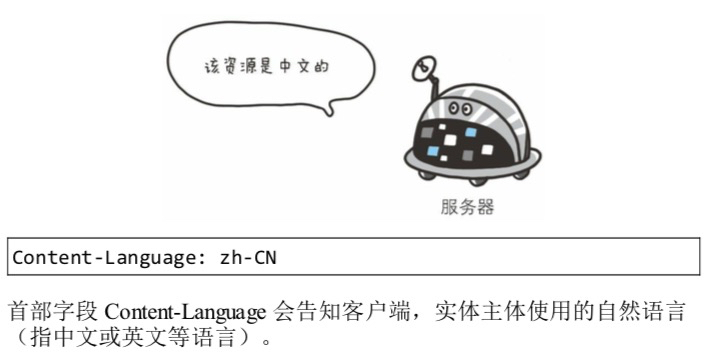 该资源是中文的
服务器
Content-Language: zh-CN
首部字段 Content-Language 会告知客户端，实体主体使用的自然语言
（指中文或英文等语言）。